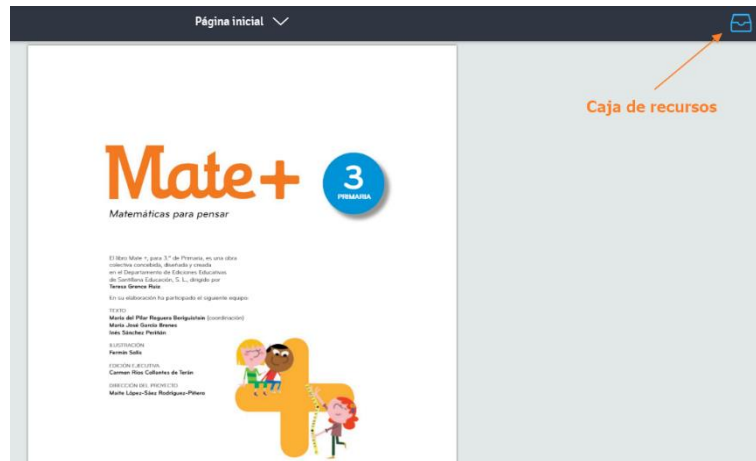 Página inicial
Caja de recursos
Mate+
3
PRIMARIA
Matemáticas para pensar
El libro Mate +, para 3.º de Primaria, es una obra
colectiva concebida, diseñada y creada
en el Departamento de Ediciones Educativas
de Santillana Educación, S. L., dirigido por
Teresa Grence Ruiz.
En su elaboración ha participado el siguiente equipo:
TEXTO
María del Pilar Reguera Beriguistain (coordinación)
María José García Branes
Inés Sánchez Periñán
ILUSTRACIÓN
Fermín Solís
EDICIÓN EJECUTIVA
Carmen Ríos Collantes de Terán
DIRECCIÓN DEL PROYECTO
Maite López-Sáez Rodríguez-Piñero